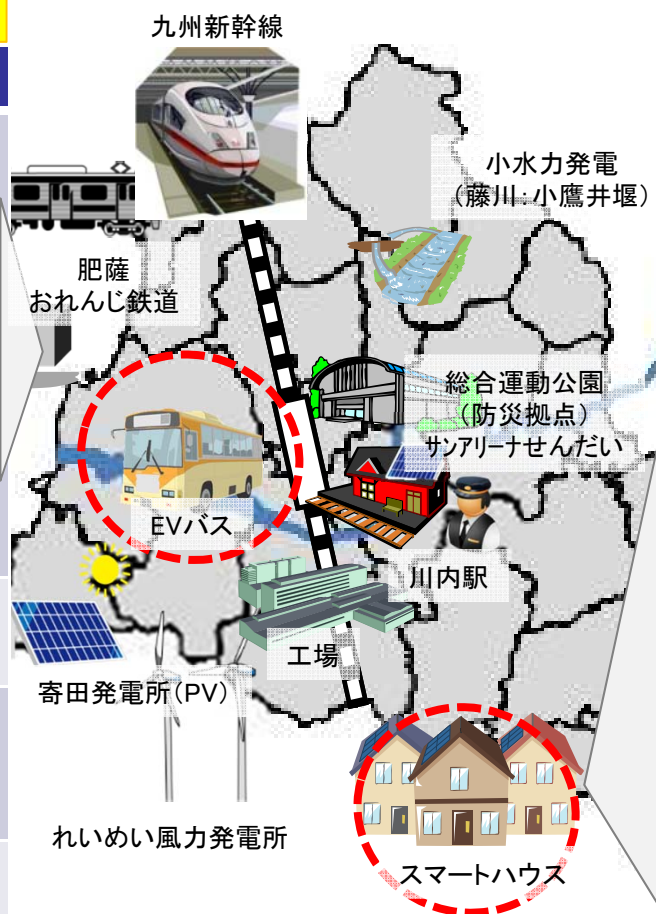 九州新幹線
小水力発電
（藤川：小鷹井堰）
肥薩
おれんじ鉄道
総合運動公園
（防災拠点）
サンアリーナせんだい
EVバス
川内駅
工場
寄田発電所（PV）
れいめい風力発電所
スマートハウス